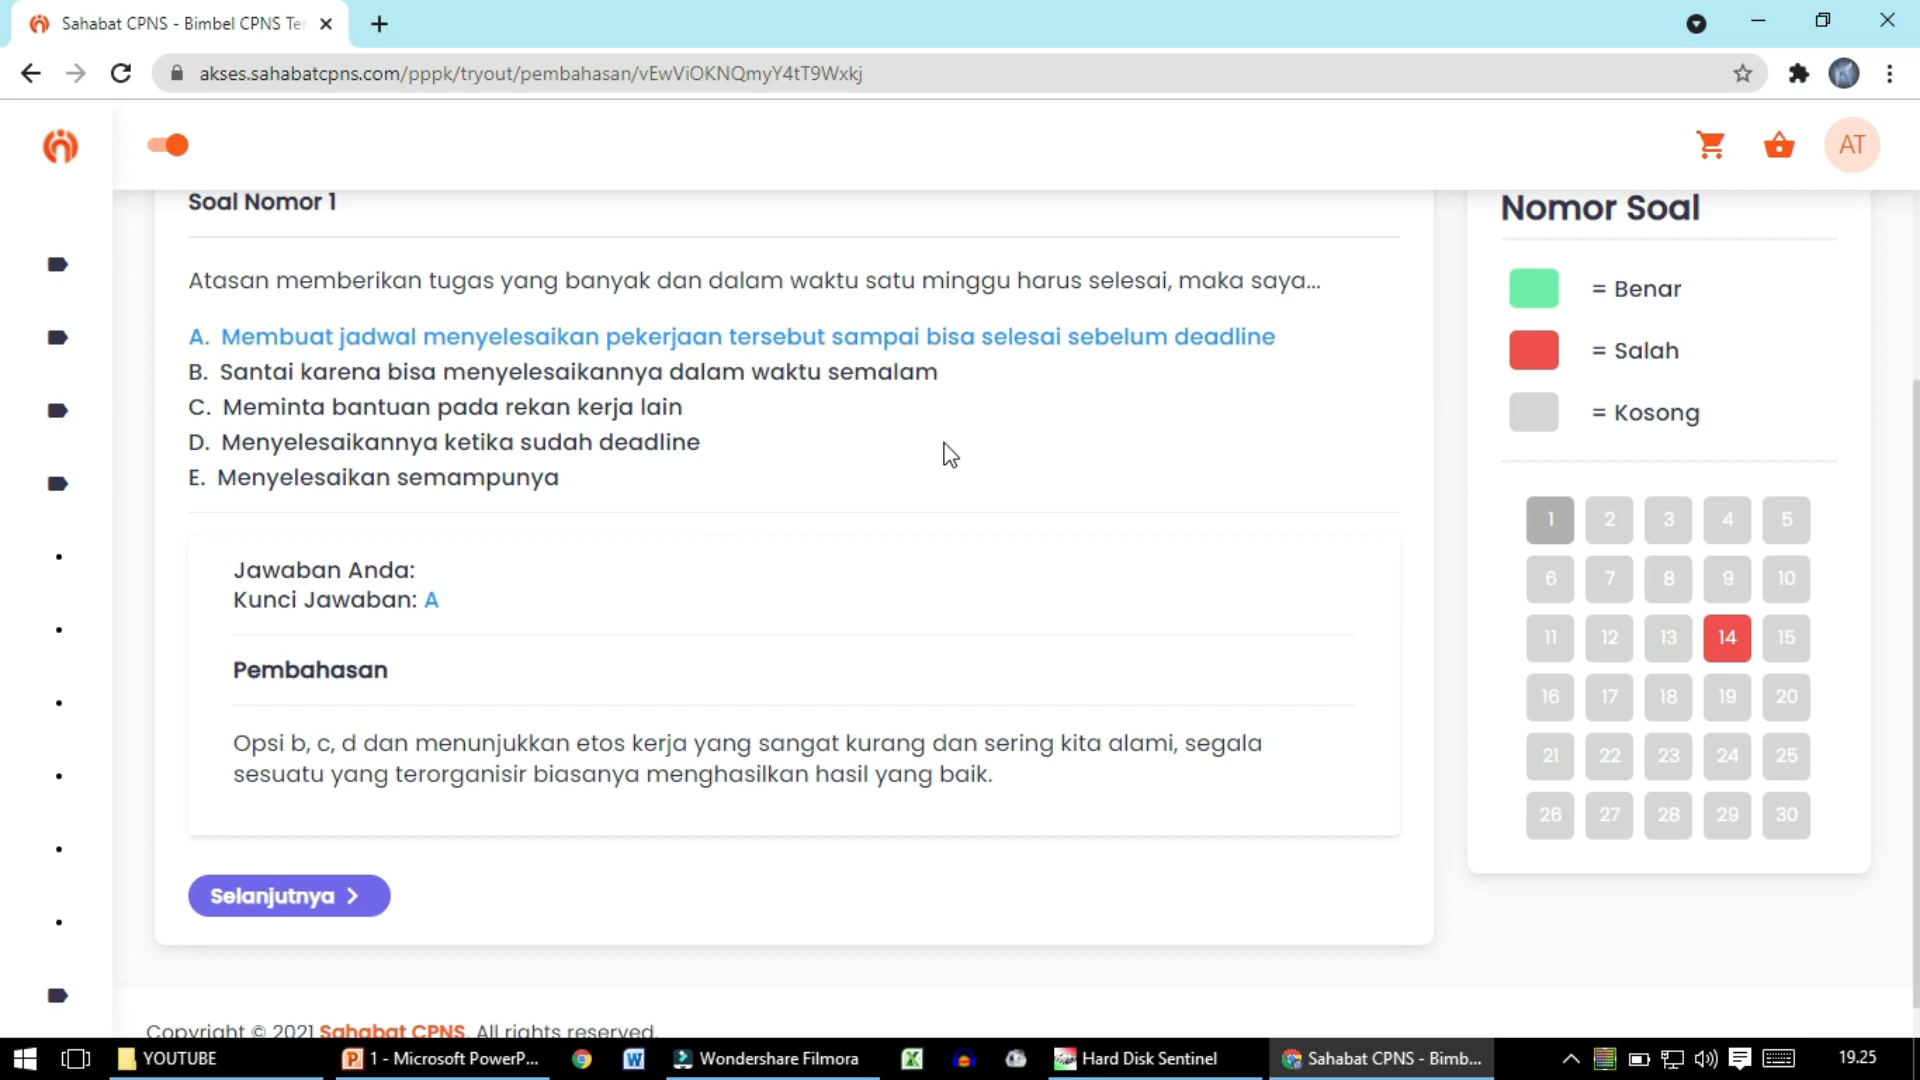 Sahabat CPNS - Bimbel CPNS Ter
akses.sahabatcpns.com/pppk/tryout/pembahasan/vEwViOKNQmyY4tT9Wxkj
AT
Soal Nomor 1
Atasan memberikan tugas yang banyak dan dalam waktu satu minggu harus selesai, maka saya...
A. Membuat jadwal menyelesaikan pekerjaan tersebut sampai bisa selesai sebelum deadline
B. Santai karena bisa menyelesaikannya dalam waktu semalam
C. Meminta bantuan pada rekan kerja lain
D. Menyelesaikannya ketika sudah deadline
E. Menyelesaikan semampunya
Jawaban Anda:
Kunci Jawaban: A
Pembahasan
Opsi b, c, d dan menunjukkan etos kerja yang sangat kurang dan sering kita alami, segala
sesuatu yang terorganisir biasanya menghasilkan hasil yang baik.
Selanjutnya
Nomor Soal
= Benar
= Salah
= Kosong
1 2 3 4 5
6 7 8 9 10
11 12 13 14 15
16 17 18 19 20
21 22 23 24 25
26 27 28 29 30
Copyright © 2021 Sahabat CPNS. All rights reserved.
YOUTUBE
1 - Microsoft PowerP...
Wondershare Filmora
Hard Disk Sentinel
Sahabat CPNS - Bimb...
19.25